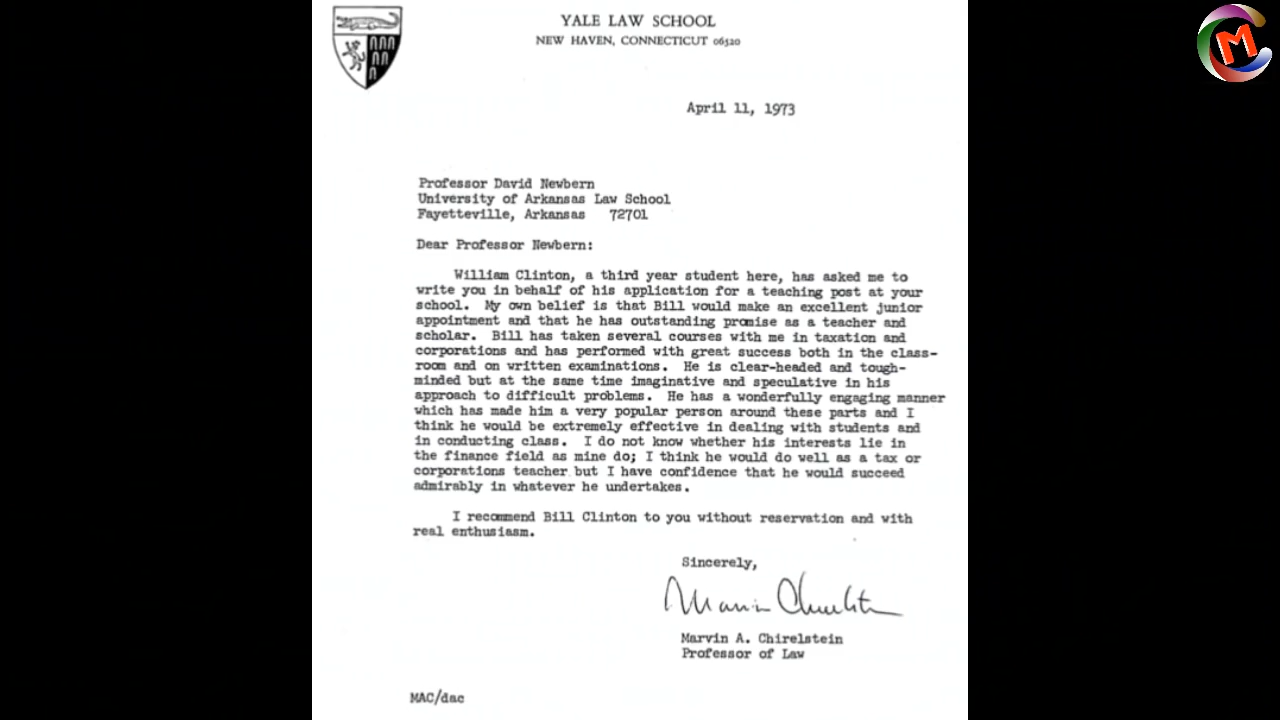 YALE LAW SCHOOL
NEW HAVEN, CONNECTICUT 06520
April 11, 1973
Professor David Newbern
University of Arkansas Law School
Fayetteville, Arkansas 72701
Dear Professor Newbern:
William Clinton, a third year student here, has asked me to
write you in behalf of his application for a teaching post at your
school. My own belief is that Bill would make an excellent junior
appointment and that he has outstanding promise as a teacher and
scholar. Bill has taken several courses with me in taxation and
corporations and has performed with great success both in the class-
room and on written examinations. He is clear-headed and tough-
minded but at the same time imaginative and speculative in his
approach to difficult problems. He has a wonderfully engaging manner
which has made him a very popular person around these parts and I
think he would be extremely effective in dealing with students and
in conducting class. I do not know whether his interests lie in
the finance field as mine do; I think he would do well as a tax or
corporations teacher but I have confidence that he would succeed
admirably in whatever he undertakes.
I recommend Bill Clinton to you without reservation and with
real enthusiasm.
Sincerely,
Marvin Chirelstein
Marvin A. Chirelstein
Professor of Law
MAC/dac
M